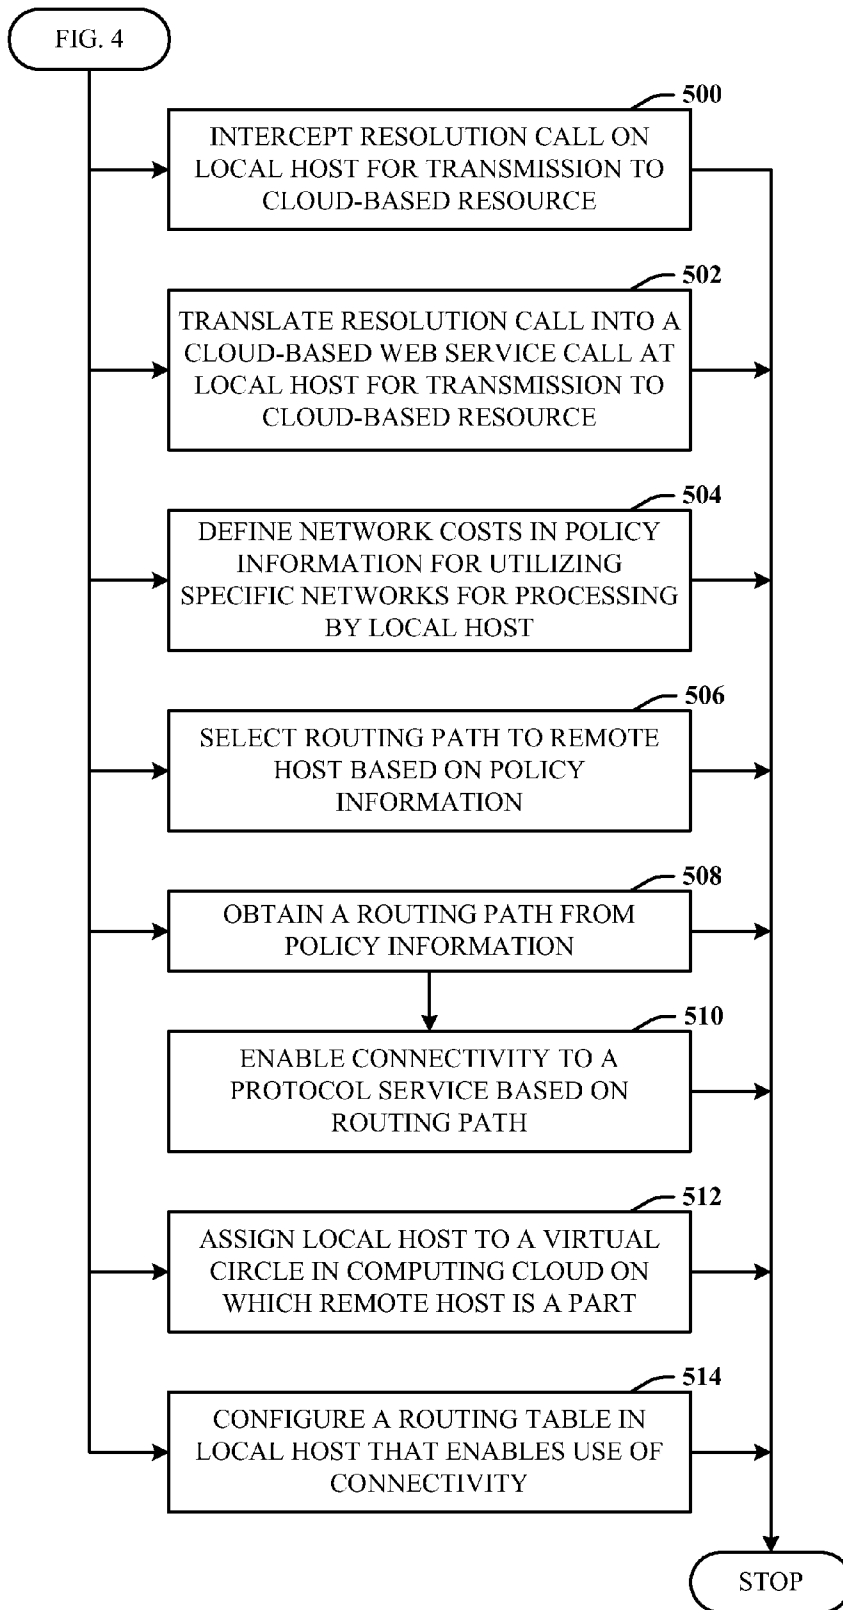 FIG. 4
500
INTERCEPT RESOLUTION CALL ON
LOCAL HOST FOR TRANSMISSION TO
CLOUD-BASED RESOURCE
502
TRANSLATE RESOLUTION CALL INTO A
CLOUD-BASED WEB SERVICE CALL AT
LOCAL HOST FOR TRANSMISSION TO
CLOUD-BASED RESOURCE
504
DEFINE NETWORK COSTS IN POLICY
INFORMATION FOR UTILIZING
SPECIFIC NETWORKS FOR PROCESSING
BY LOCAL HOST
506
SELECT ROUTING PATH TO REMOTE
HOST BASED ON POLICY
INFORMATION
508
OBTAIN A ROUTING PATH FROM
POLICY INFORMATION
510
ENABLE CONNECTIVITY TO A
PROTOCOL SERVICE BASED ON
ROUTING PATH
512
ASSIGN LOCAL HOST TO A VIRTUAL
CIRCLE IN COMPUTING CLOUD ON
WHICH REMOTE HOST IS A PART
514
CONFIGURE A ROUTING TABLE IN
LOCAL HOST THAT ENABLES USE OF
CONNECTIVITY
STOP